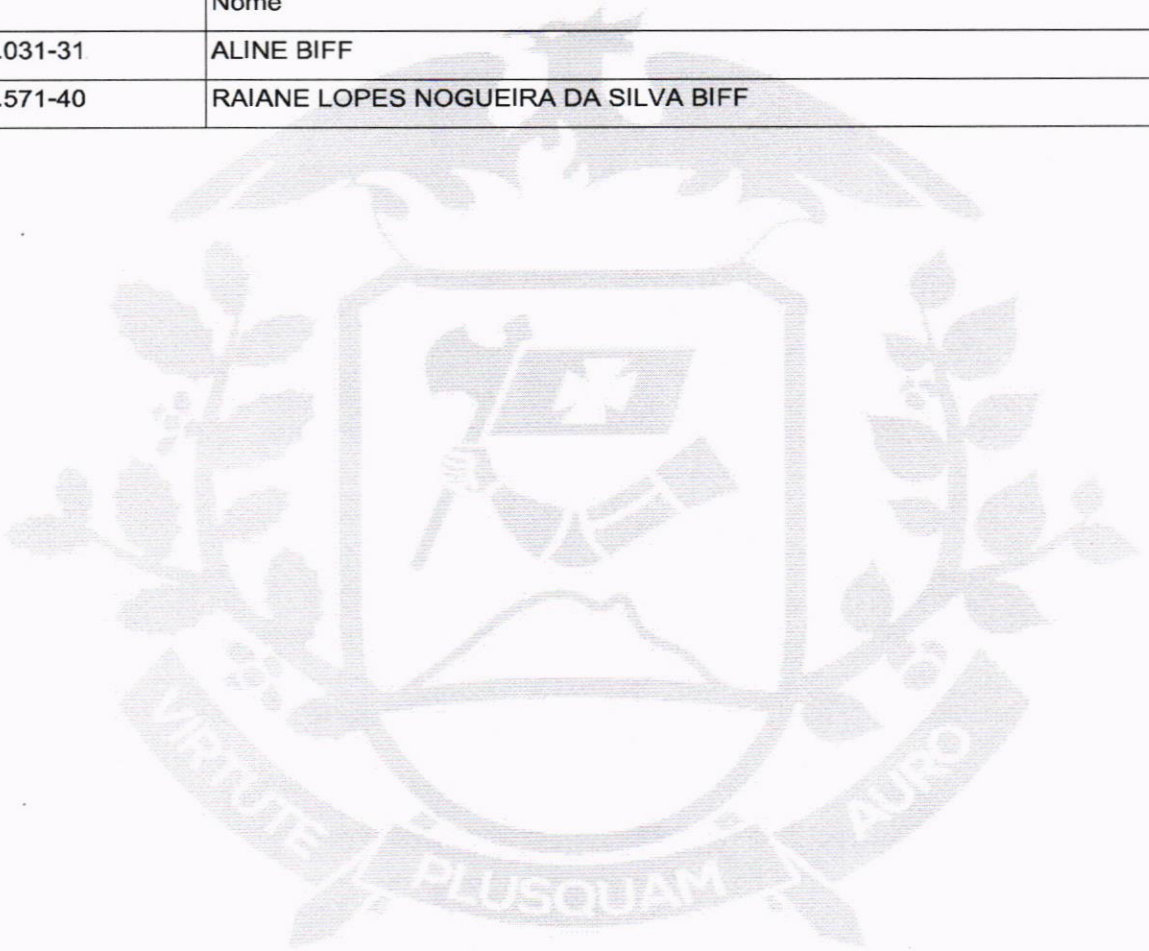 Nome
.031-31 ALINE BIFF
.571-40 RAIANE LOPES NOGUEIRA DA SILVA BIFF
VIRTUTE PLUSQUAM AURO